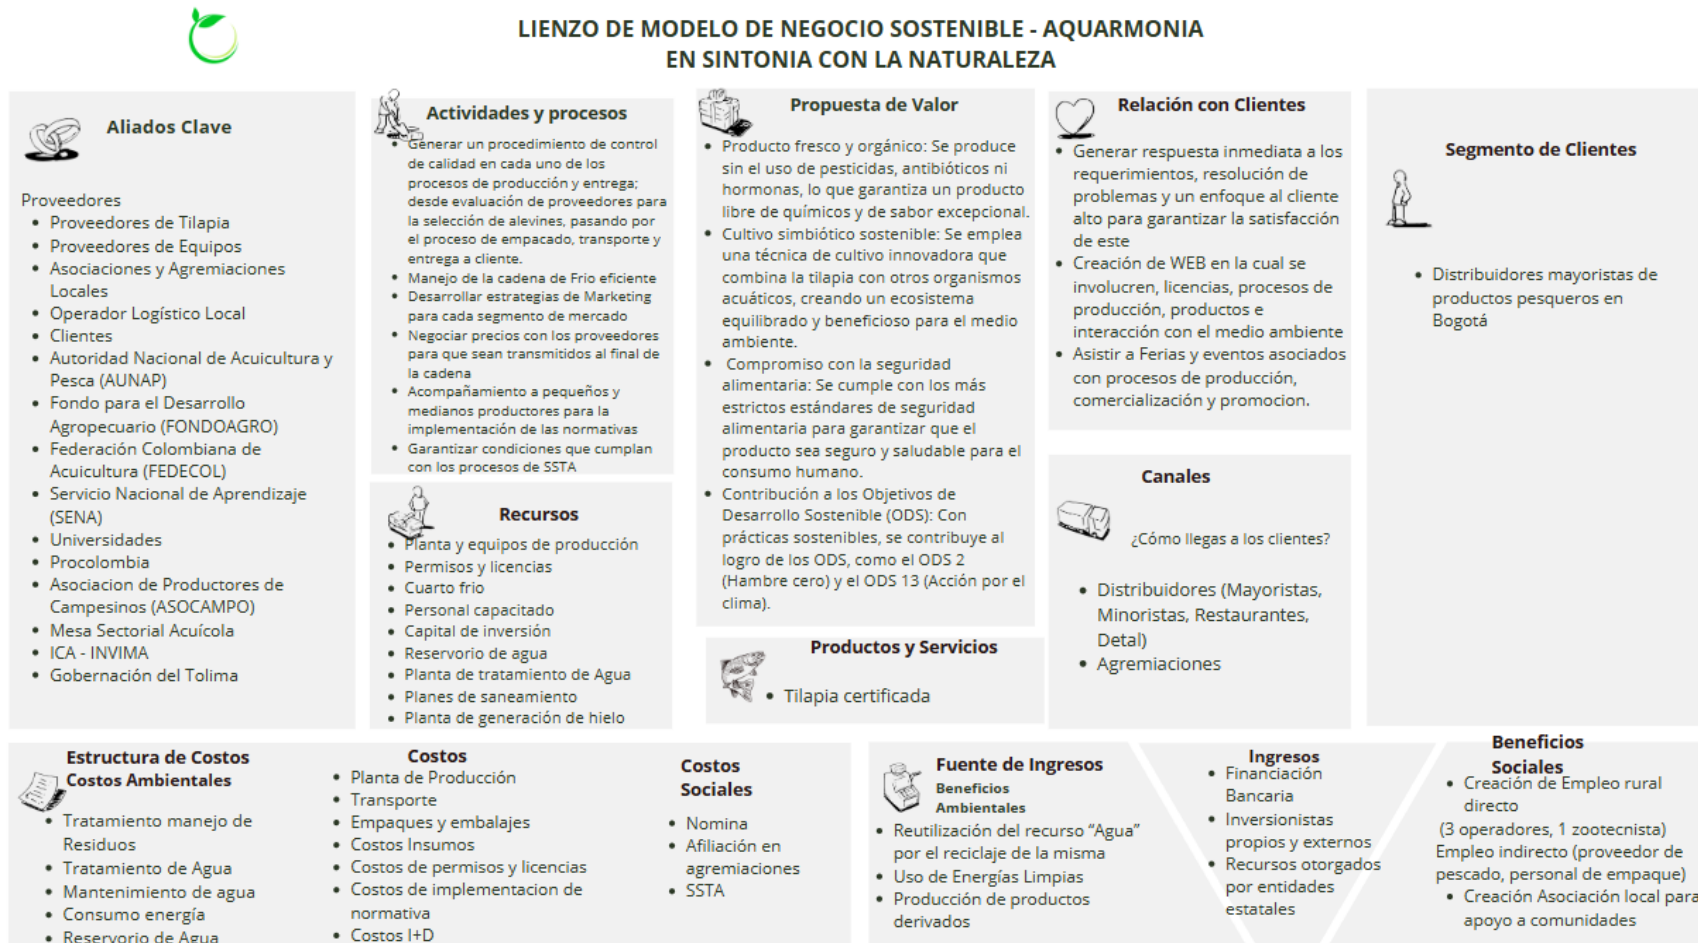 LIENZO DE MODELO DE NEGOCIO SOSTENIBLE - AQUARMONIA
EN SINTONIA CON LA NATURALEZA
Aliados Clave
Proveedores
• Proveedores de Tilapia
• Proveedores de Equipos
• Asociaciones y Agremiaciones
Locales
• Operador Logístico Local
• Clientes
• Autoridad Nacional de Acuicultura y
Pesca (AUNAP)
• Fondo para el Desarrollo
Agropecuario (FONDOAGRO)
• Federación Colombiana de
Acuicultura (FEDECOL)
• Servicio Nacional de Aprendizaje
(SENA)
• Universidades
• Procolombia
• Asociacion de Productores de
Campesinos (ASOCAMPO)
• Mesa Sectorial Acuícola
• ICA - INVIMA
• Gobernación del Tolima
Actividades y procesos
• Generar un procedimiento de control
de calidad en cada uno de los
procesos de producción y entrega;
desde evaluación de proveedores para
la selección de alevines, pasando por
el proceso de empacado, transporte y
entrega a cliente.
• Manejo de la cadena de Frio eficiente
• Desarrollar estrategias de Marketing
para cada segmento de mercado
• Negociar precios con los proveedores
para que sean transmitidos al final de
la cadena
• Acompañamiento a pequeños y
medianos productores para la
implementación de las normativas
• Garantizar condiciones que cumplan
con los procesos de SSTA
Recursos
• Planta y equipos de producción
• Permisos y licencias
• Cuarto frio
• Personal capacitado
• Capital de inversión
• Reservorio de agua
• Planta de tratamiento de Agua
• Planes de saneamiento
• Planta de generación de hielo
Propuesta de Valor
• Producto fresco y orgánico: Se produce
sin el uso de pesticidas, antibióticos ni
hormonas, lo que garantiza un producto
libre de químicos y de sabor excepcional.
• Cultivo simbiótico sostenible: Se emplea
una técnica de cultivo innovadora que
combina la tilapia con otros organismos
acuáticos, creando un ecosistema
equilibrado y beneficioso para el medio
ambiente.
• Compromiso con la seguridad
alimentaria: Se cumple con los más
estrictos estándares de seguridad
alimentaria para garantizar que el
producto sea seguro y saludable para el
consumo humano.
• Contribución a los Objetivos de
Desarrollo Sostenible (ODS): Con
prácticas sostenibles, se contribuye al
logro de los ODS, como el ODS 2
(Hambre cero) y el ODS 13 (Acción por el
clima).
Productos y Servicios
• Tilapia certificada
Relación con Clientes
• Generar respuesta inmediata a los
requerimientos, resolución de
problemas y un enfoque al cliente
alto para garantizar la satisfacción
de este
• Creación de WEB en la cual se
involucren, licencias, procesos de
producción, productos e
interacción con el medio ambiente
• Asistir a Ferias y eventos asociados
con procesos de producción,
comercialización y promocion.
Canales
¿Cómo llegas a los clientes?
• Distribuidores (Mayoristas,
Minoristas, Restaurantes,
Detal)
• Agremiaciones
Segmento de Clientes
• Distribuidores mayoristas de
productos pesqueros en
Bogotá
Estructura de Costos
Costos Ambientales
• Tratamiento manejo de
Residuos
• Tratamiento de Agua
• Mantenimiento de agua
• Consumo energía
• Reservorio de Agua
Costos
• Planta de Producción
• Transporte
• Empaques y embalajes
• Costos Insumos
• Costos de permisos y licencias
• Costos de implementacion de
normativa
• Costos I+D
Costos
Sociales
• Nomina
• Afiliación en
agremiaciones
• SSTA
Fuente de Ingresos
Beneficios
Ambientales
• Reutilización del recurso “Agua”
por el reciclaje de la misma
• Uso de Energías Limpias
• Producción de productos
derivados
Ingresos
• Financiación
Bancaria
• Inversionistas
propios y externos
• Recursos otorgados
por entidades
estatales
Beneficios
Sociales
• Creación de Empleo rural
directo
(3 operadores, 1 zootecnista)
Empleo indirecto (proveedor de
pescado, personal de empaque)
• Creación Asociación local para
apoyo a comunidades